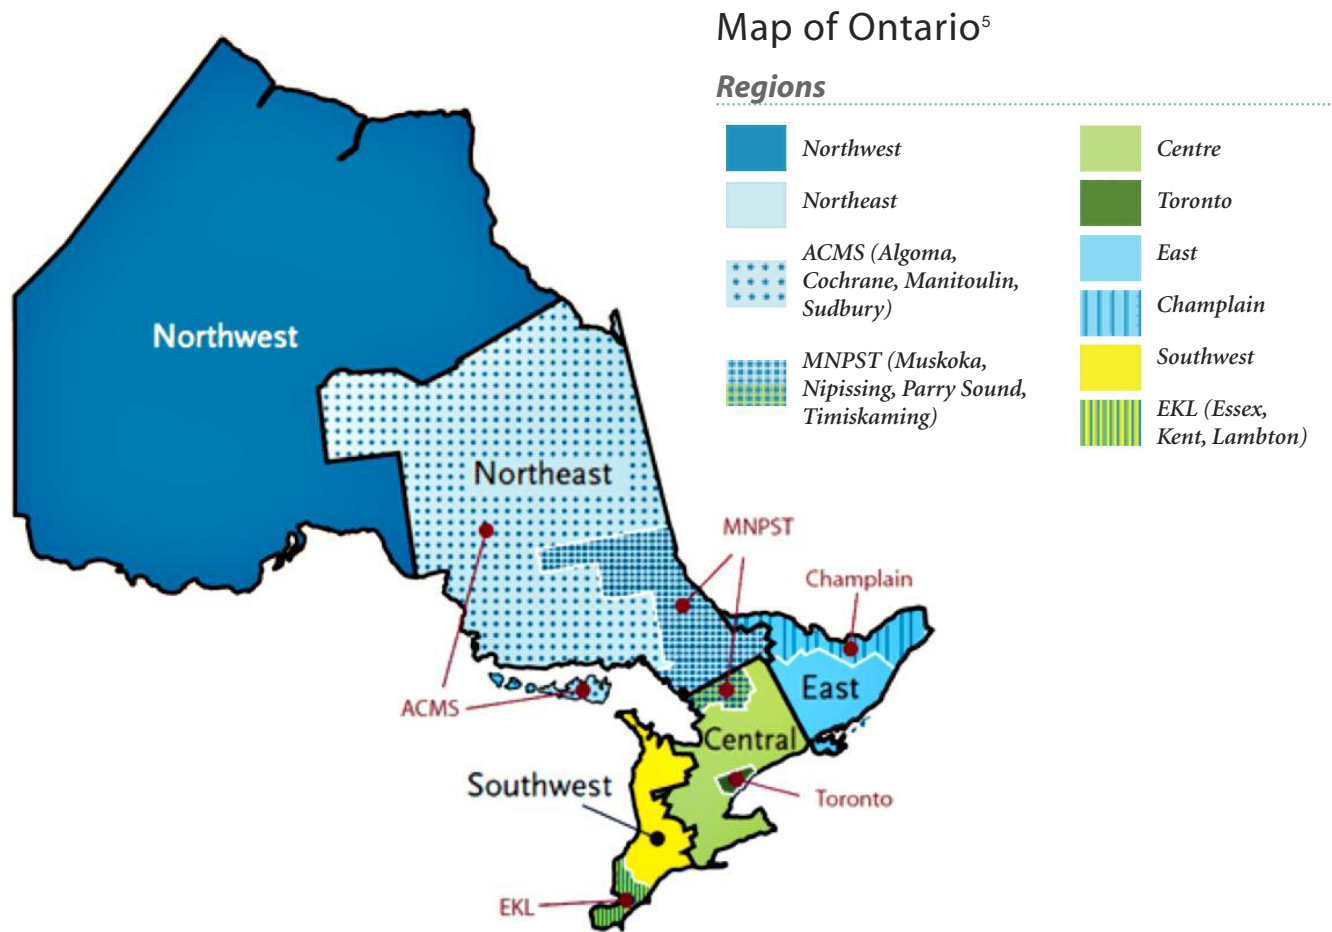 Map of Ontario5
Regions
Northwest
Northeast
ACMS (Algoma,
Cochrane, Manitoulin,
Sudbury)
MNPST (Muskoka,
Nipissing, Parry Sound,
Timiskaming)
Centre
Toronto
East
Champlain
Southwest
EKL (Essex,
Kent, Lambton)
Northwest
Northeast
MNPST
Champlain
East
ACMS
Central
Southwest
Toronto
EKL